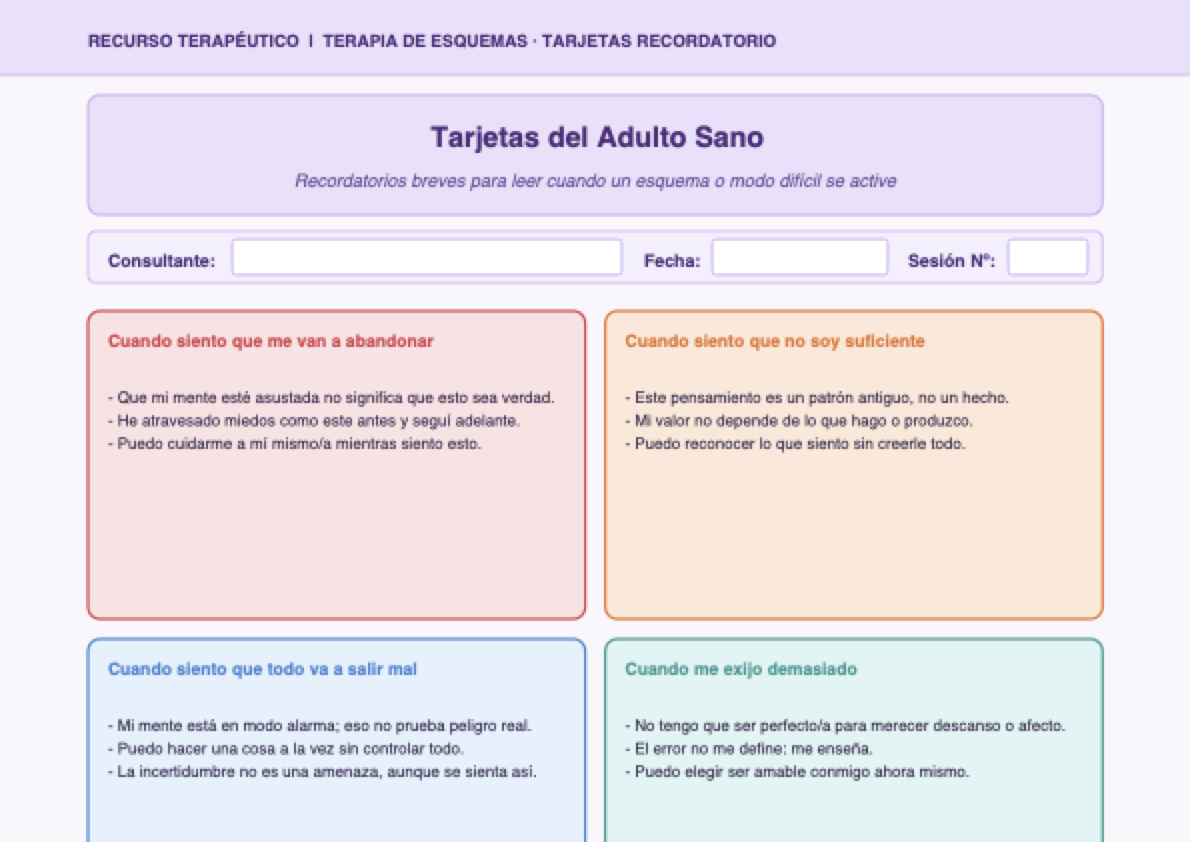 RECURSO TERAPÉUTICO | TERAPIA DE ESQUEMAS · TARJETAS RECORDATORIO
Tarjetas del Adulto Sano
Recordatorios breves para leer cuando un esquema o modo difícil se active
Consultante: Fecha: Sesión Nº:
Cuando siento que me van a abandonar
- Que mi mente esté asustada no significa que esto sea verdad.
- He atravesado miedos como este antes y seguí adelante.
- Puedo cuidarme a mí mismo/a mientras siento esto.
Cuando siento que no soy suficiente
- Este pensamiento es un patrón antiguo, no un hecho.
- Mi valor no depende de lo que hago o produzco.
- Puedo reconocer lo que siento sin creerle todo.
Cuando siento que todo va a salir mal
- Mi mente está en modo alarma; eso no prueba peligro real.
- Puedo hacer una cosa a la vez sin controlar todo.
- La incertidumbre no es una amenaza, aunque se sienta así.
Cuando me exijo demasiado
- No tengo que ser perfecto/a para merecer descanso o afecto.
- El error no me define: me enseña.
- Puedo elegir ser amable conmigo ahora mismo.